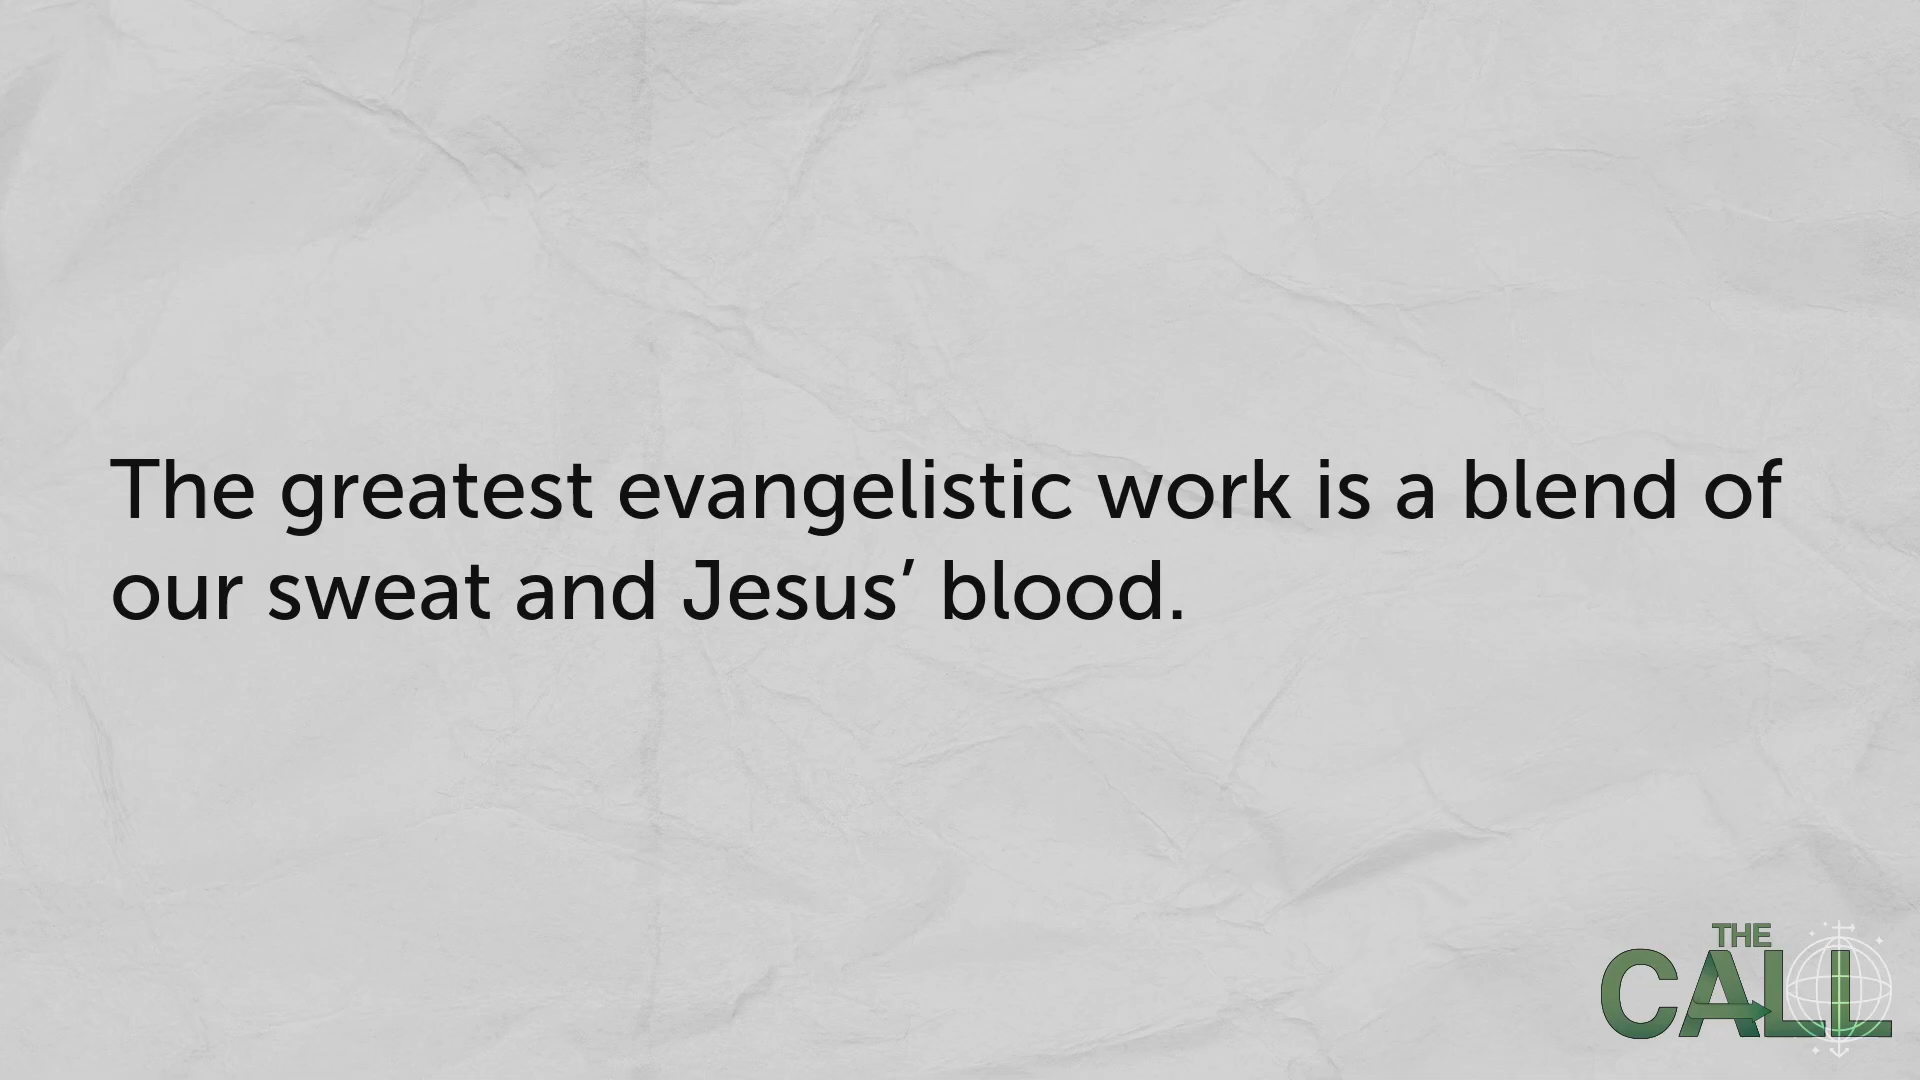 The greatest evangelistic work is a blend of
our sweat and Jesus’ blood.
THE
CALL